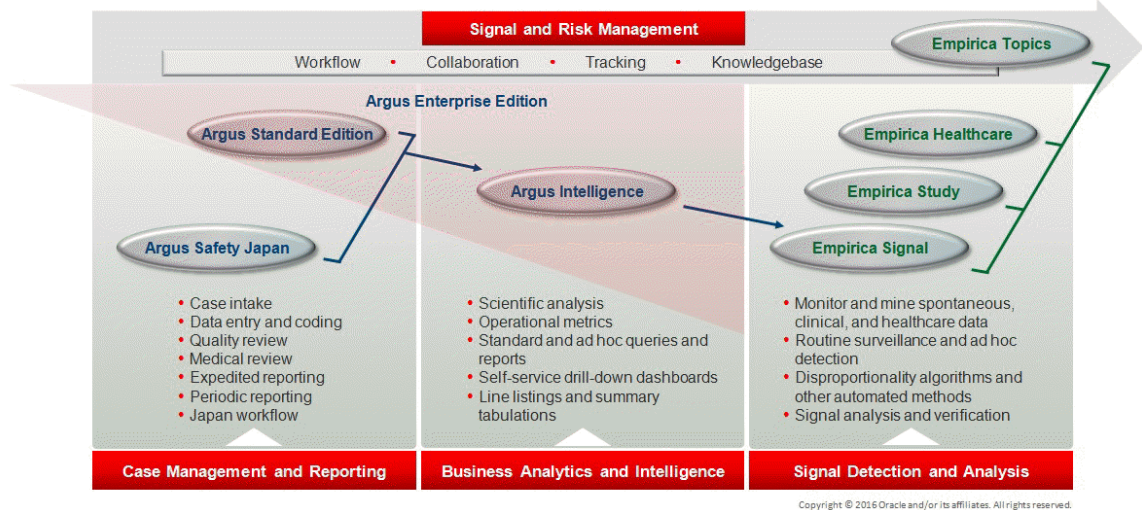 Signal and Risk Management
Empirica Topics
Workflow • Collaboration • Tracking • Knowledgebase
Argus Enterprise Edition
Argus Standard Edition
Argus Safety Japan
• Case intake
• Data entry and coding
• Quality review
• Medical review
• Expedited reporting
• Periodic reporting
• Japan workflow
Case Management and Reporting
Argus Intelligence
• Scientific analysis
• Operational metrics
• Standard and ad hoc queries and
reports
• Self-service drill-down dashboards
• Line listings and summary
tabulations
Business Analytics and Intelligence
Empirica Healthcare
Empirica Study
Empirica Signal
• Monitor and mine spontaneous,
clinical, and healthcare data
• Routine surveillance and ad hoc
detection
• Disproportionality algorithms and
other automated methods
• Signal analysis and verification
Signal Detection and Analysis
Copyright © 2016 Oracle and/or its affiliates. All rights reserved.